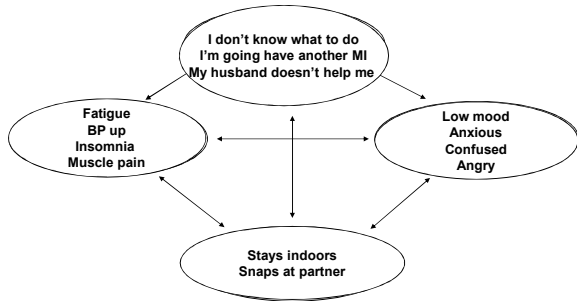 I don't know what to do
I'm going have another MI
My husband doesn't help me
Fatigue
BP up
Insomnia
Muscle pain
Low mood
Anxious
Confused
Angry
Stays indoors
Snaps at partner